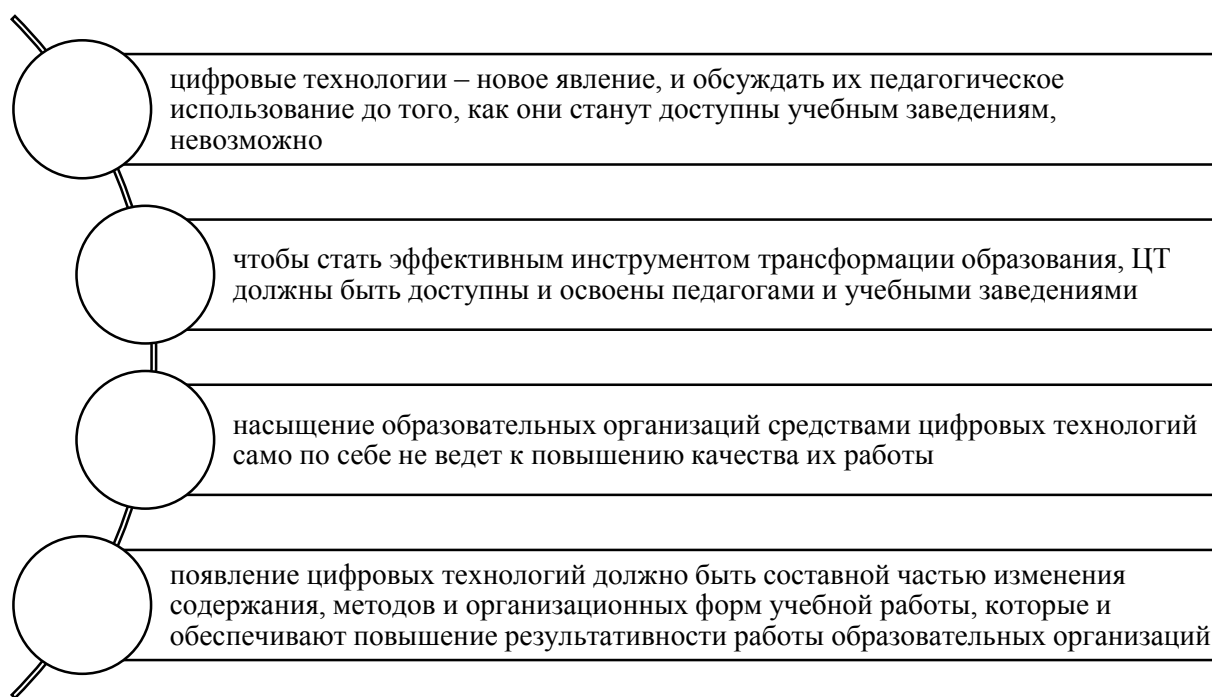 цифровые технологии – новое явление, и обсуждать их педагогическое
использование до того, как они станут доступны учебным заведениям,
невозможно
чтобы стать эффективным инструментом трансформации образования, ЦТ
должны быть доступны и освоены педагогами и учебными заведениями
насыщение образовательных организаций средствами цифровых технологий
само по себе не ведет к повышению качества их работы
появление цифровых технологий должно быть составной частью изменения
содержания, методов и организационных форм учебной работы, которые и
обеспечивают повышение результативности работы образовательных организаций